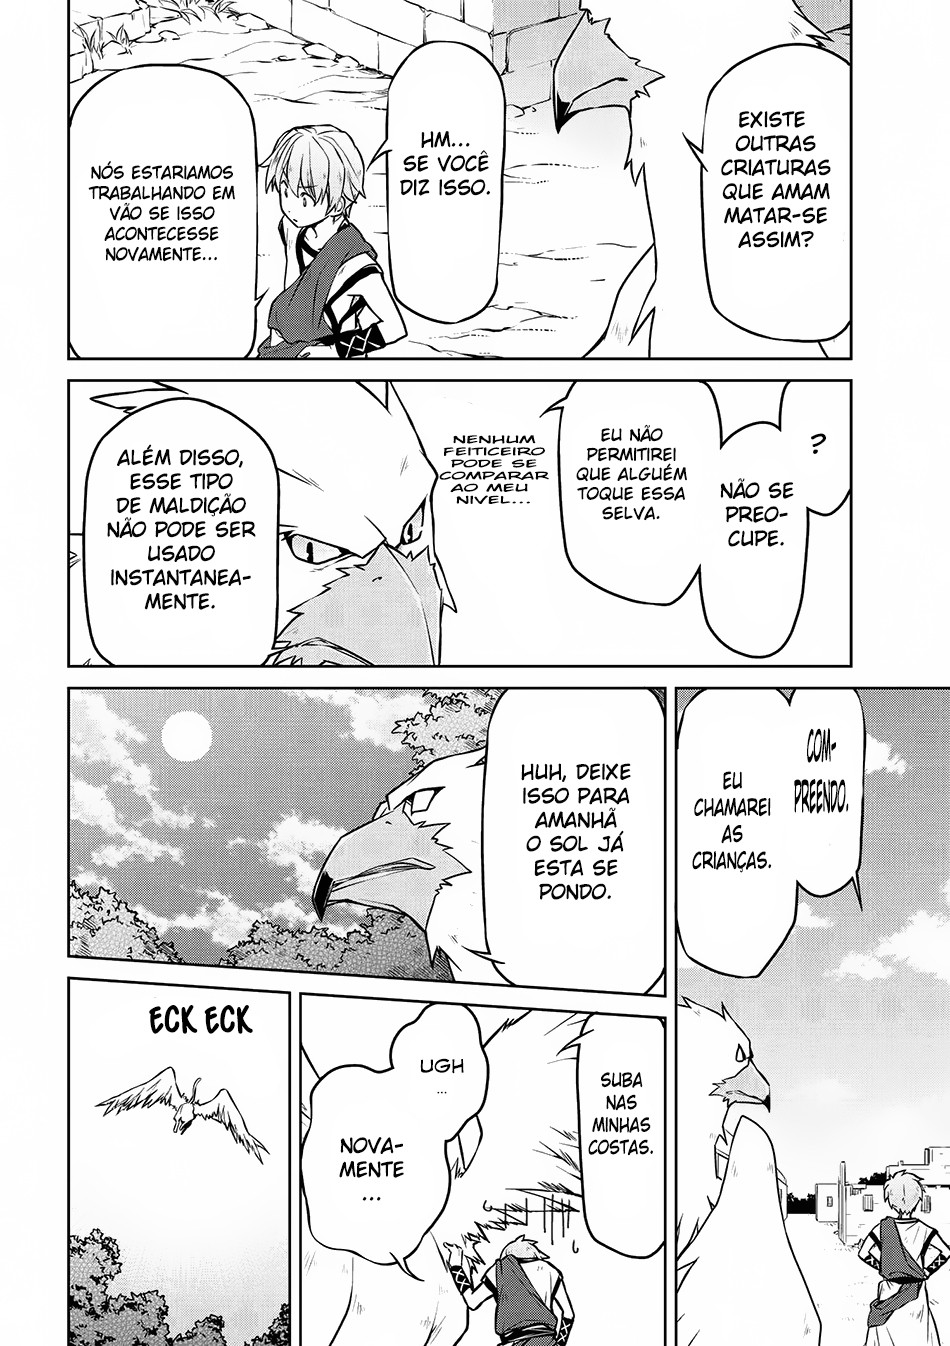 EXISTE
OUTRAS
CRIATURAS
QUE AMAM
MATAR-SE
ASSIM?
HM...
SE VOCÊ
DIZ ISSO.
NÓS ESTARIAMOS
TRABALHANDO EM
VÃO SE ISSO
ACONTECESSE
NOVAMENTE...
?
NÃO SE
PREO-
CUPE.
EU NÃO
PERMITIREI
QUE ALGUÉM
TOQUE ESSA
SELVA.
NENHUM
FEITICEIRO
PODE SE
COMPARAR
AO MEU
NIVEL...
ALÉM DISSO,
ESSE TIPO
DE MALDIÇÃO
NÃO PODE SER
USADO
INSTANTANEA-
MENTE.
COM-
PREENDO.
EU
CHAMAREI
AS
CRIANÇAS.
HUH, DEIXE
ISSO PARA
AMANHÃ
O SOL JÁ
ESTA SE
PONDO.
SUBA
NAS
MINHAS
COSTAS.
UGH
...
NOVA-
MENTE
...
ECK ECK